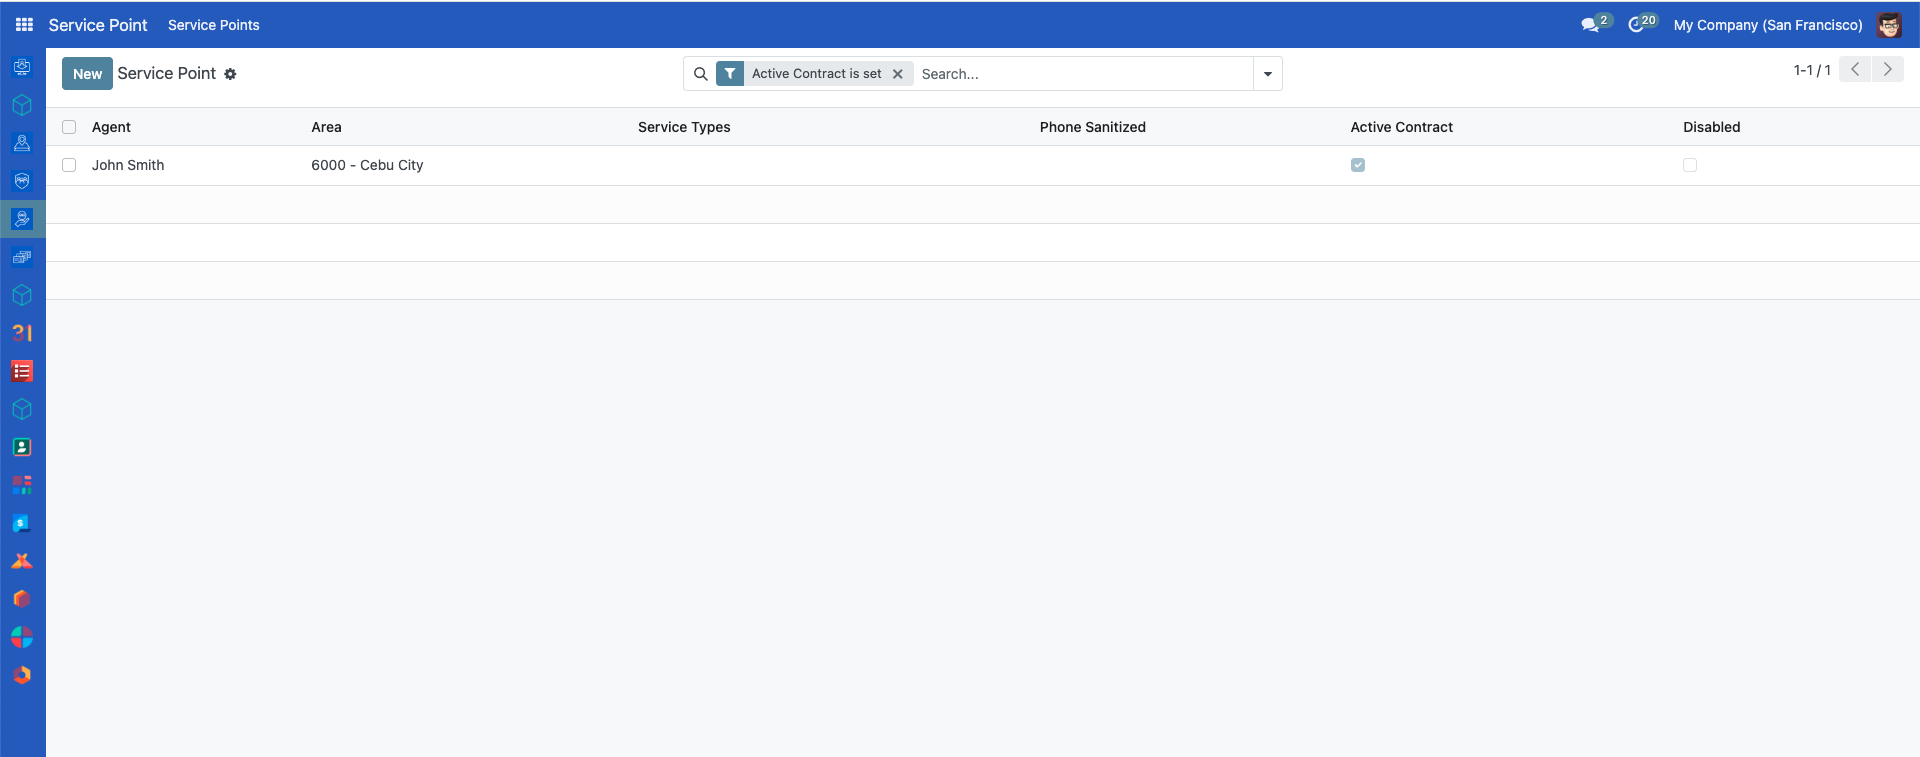 Service Point Service Points 2 20 My Company (San Francisco)
New Service Point Active Contract is set Search... 1-1 / 1
Agent Area Service Types Phone Sanitized Active Contract Disabled
John Smith 6000 - Cebu City
31
$